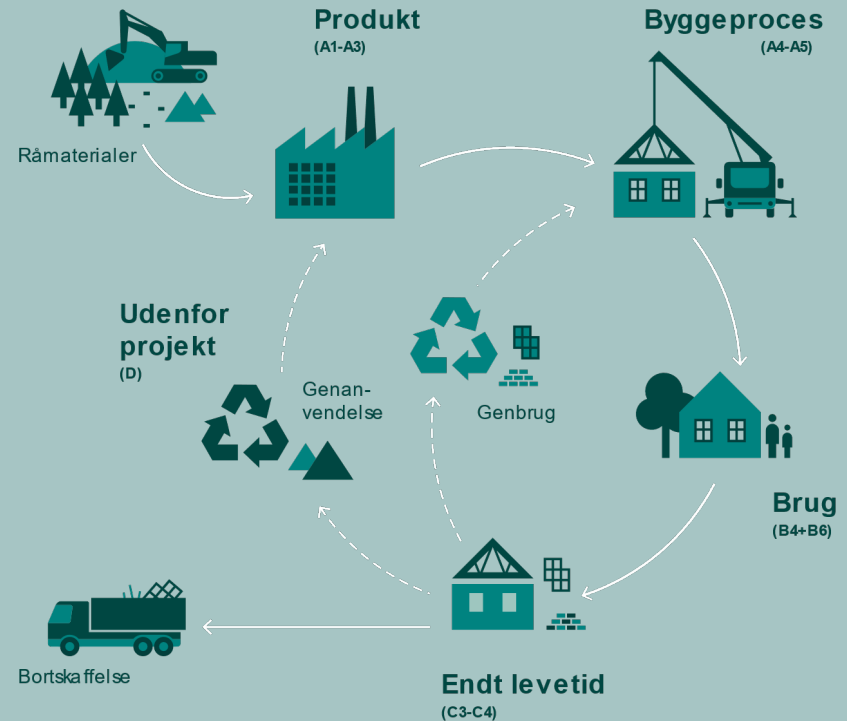 Produkt
(A1-A3)
Byggeproces
(A4-A5)
Råmaterialer
Udenfor
projekt
(D)
Genan-
vendelse
Genbrug
Brug
(B4+B6)
Bortskaffelse
Endt levetid
(C3-C4)